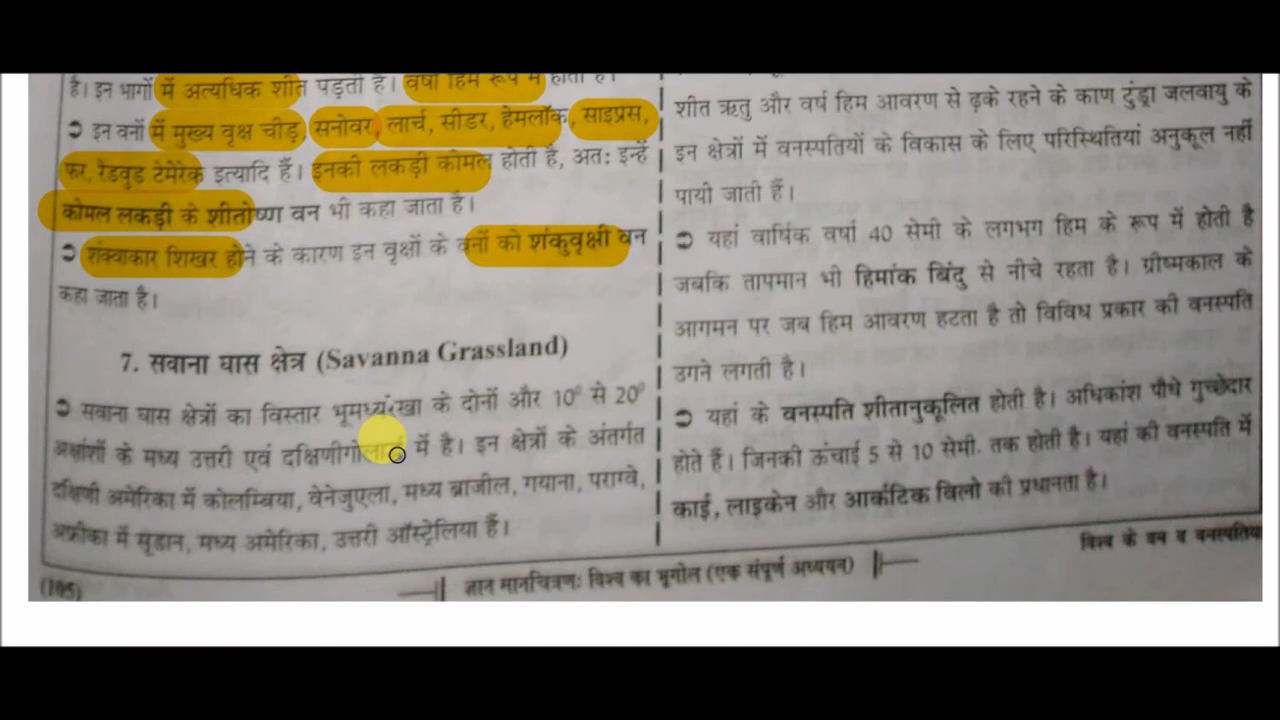 है। इन भागों में अत्यधिक शीत पड़ती है। वर्षा हिम रूप में होती है।
➲ इन वनों में मुख्य वृक्ष चीड़, सनोवर, लार्च, सीडर, हेमलॉक, साइप्रस,
फर, रेडवुड टेमेरेक इत्यादि हैं। इनकी लकड़ी कोमल होती है, अतः इन्हें
कोमल लकड़ी के शीतोष्ण वन भी कहा जाता है।
➲ शंक्वाकार शिखर होने के कारण इन वृक्षों के वनों को शंकुवृक्षी वन
कहा जाता है।
7. सवाना घास क्षेत्र (Savanna Grassland)
➲ सवाना घास क्षेत्रों का विस्तार के दोनों और 10° से 20°
अक्षांशों के मध्य उत्तरी एवं में है। इन क्षेत्रों के अंतर्गत
दक्षिणी अमेरिका में कोलम्बिया, वेनेजुएला, मध्य ब्राजील, गयाना, पराग्वे,
अफ्रीका में सूडान, मध्य अमेरिका, उत्तरी ऑस्ट्रेलिया हैं।
शीत ऋतु और वर्ष हिम आवरण से ढ़के रहने के काण टुंड्रा जलवायु के
इन क्षेत्रों में वनस्पतियों के विकास के लिए परिस्थितियां अनुकूल नहीं
पायी जाती हैं।
➲ यहां वार्षिक वर्षा 40 सेमी के लगभग हिम के रूप में होती है
जबकि तापमान भी हिमांक बिंदु से नीचे रहता है। ग्रीष्मकाल के
आगमन पर जब हिम आवरण हटता है तो विविध प्रकार की वनस्पति
उगने लगती है।
➲ यहां के वनस्पति शीतानुकूलित होती है। अधिकांश पौधे गुच्छेदार
होते हैं। जिनकी ऊंचाई 5 से 10 सेमी. तक होती है। यहां की वनस्पति में
काई, लाइकेन और आर्कटिक विलो की प्रधानता है।
विश्व के वन व वनस्पतियां
(105) ज्ञान मानचित्रणः विश्व का भूगोल (एक संपूर्ण अध्ययन)